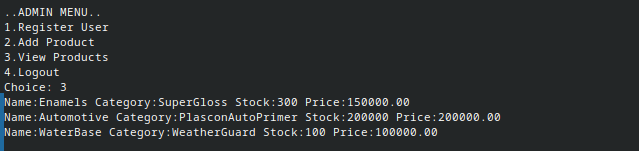 ..ADMIN MENU..
1.Register User
2.Add Product
3.View Products
4.Logout
Choice: 3
Name:Enamels Category:SuperGloss Stock:300 Price:150000.00
Name:Automotive Category:PlasconAutoPrimer Stock:200000 Price:200000.00
Name:WaterBase Category:WeatherGuard Stock:100 Price:100000.00